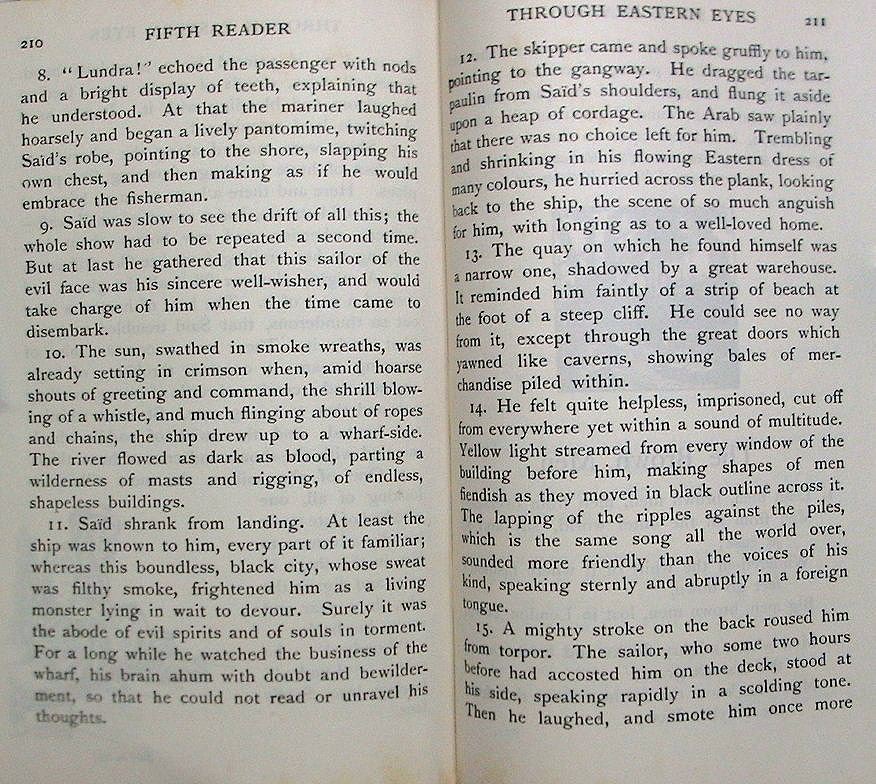 210
FIFTH READER
8. "Lundra!" echoed the passenger with nods
and a bright display of teeth, explaining that
he understood. At that the mariner laughed
hoarsely and began a lively pantomime, twitching
Saïd's robe, pointing to the shore, slapping his
own chest, and then making as if he would
embrace the fisherman.
9. Saïd was slow to see the drift of all this; the
whole show had to be repeated a second time.
But at last he gathered that this sailor of the
evil face was his sincere well-wisher, and would
take charge of him when the time came to
disembark.
10. The sun, swathed in smoke wreaths, was
already setting in crimson when, amid hoarse
shouts of greeting and command, the shrill blow-
ing of a whistle, and much flinging about of ropes
and chains, the ship drew up to a wharf-side.
The river flowed as dark as blood, parting a
wilderness of masts and rigging, of endless,
shapeless buildings.
11. Saïd shrank from landing. At least the
ship was known to him, every part of it familiar;
whereas this boundless, black city, whose sweat
was filthy smoke, frightened him as a living
monster lying in wait to devour. Surely it was
the abode of evil spirits and of souls in torment.
For a long while he watched the business of the
wharf, his brain ahum with doubt and bewilder-
ment, so that he could not read or unravel his
thoughts.
THROUGH EASTERN EYES
211
12. The skipper came and spoke gruffly to him,
pointing to the gangway. He dragged the tar-
paulin from Saïd's shoulders, and flung it aside
upon a heap of cordage. The Arab saw plainly
that there was no choice left for him. Trembling
and shrinking in his flowing Eastern dress of
many colours, he hurried across the plank, looking
back to the ship, the scene of so much anguish
for him, with longing as to a well-loved home.
13. The quay on which he found himself was
a narrow one, shadowed by a great warehouse.
It reminded him faintly of a strip of beach at
the foot of a steep cliff. He could see no way
from it, except through the great doors which
yawned like caverns, showing bales of mer-
chandise piled within.
14. He felt quite helpless, imprisoned, cut off
from everywhere yet within a sound of multitude.
Yellow light streamed from every window of the
building before him, making shapes of men
fiendish as they moved in black outline across it.
The lapping of the ripples against the piles,
which is the same song all the world over,
sounded more friendly than the voices of his
kind, speaking sternly and abruptly in a foreign
tongue.
15. A mighty stroke on the back roused him
from torpor. The sailor, who some two hours
before had accosted him on the deck, stood at
his side, speaking rapidly in a scolding tone.
Then he laughed, and smote him once more